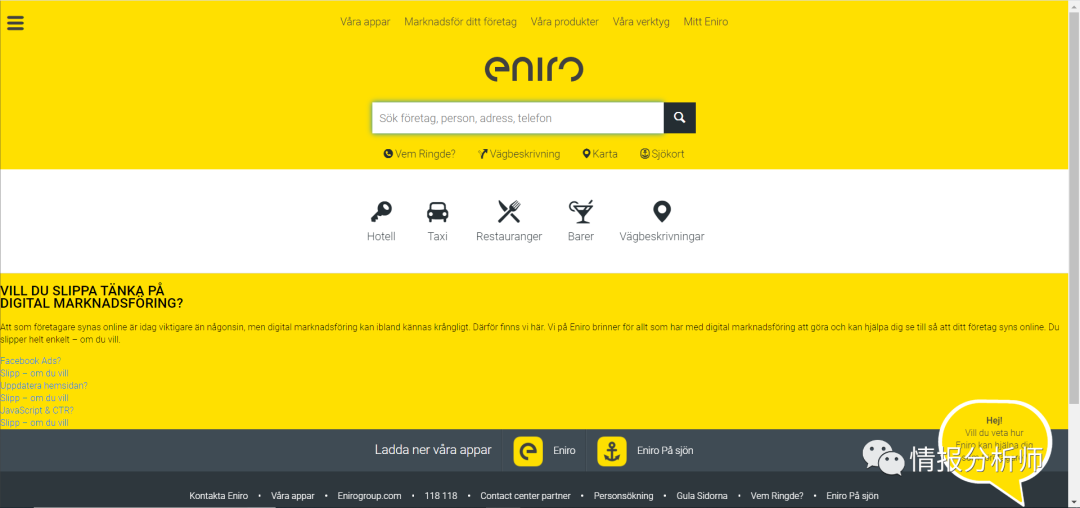 Våra appar Marknadsför ditt företag Våra produkter Våra verktyg Mitt Eniro
eniro
Sök företag, person, adress, telefon
Vem Ringde? Vägbeskrivning Karta Sjökort
Hotell Taxi Restauranger Barer Vägbeskrivningar
VILL DU SLIPPA TÄNKA PÅ
DIGITAL MARKNADSFÖRING?
Att som företagare synas online är idag viktigare än någonsin, men digital marknadsföring kan ibland kännas krångligt. Därför finns vi här. Vi på Eniro brinner för allt som har med digital marknadsföring att göra och kan hjälpa dig se till så att ditt företag syns online. Du
slipper helt enkelt – om du vill.
Facebook Ads?
Slipp – om du vill
Uppdatera hemsidan?
Slipp – om du vill
JavaScript & CTR?
Slipp – om du vill
Hej!
Vill du veta hur
Eniro kan hjälpa dig
情报分析师
Ladda ner våra appar Eniro Eniro På sjön
Kontakta Eniro • Våra appar • Enirogroup.com • 118 118 • Contact center partner • Personsökning • Gula Sidorna • Vem Ringde? • Eniro På sjön